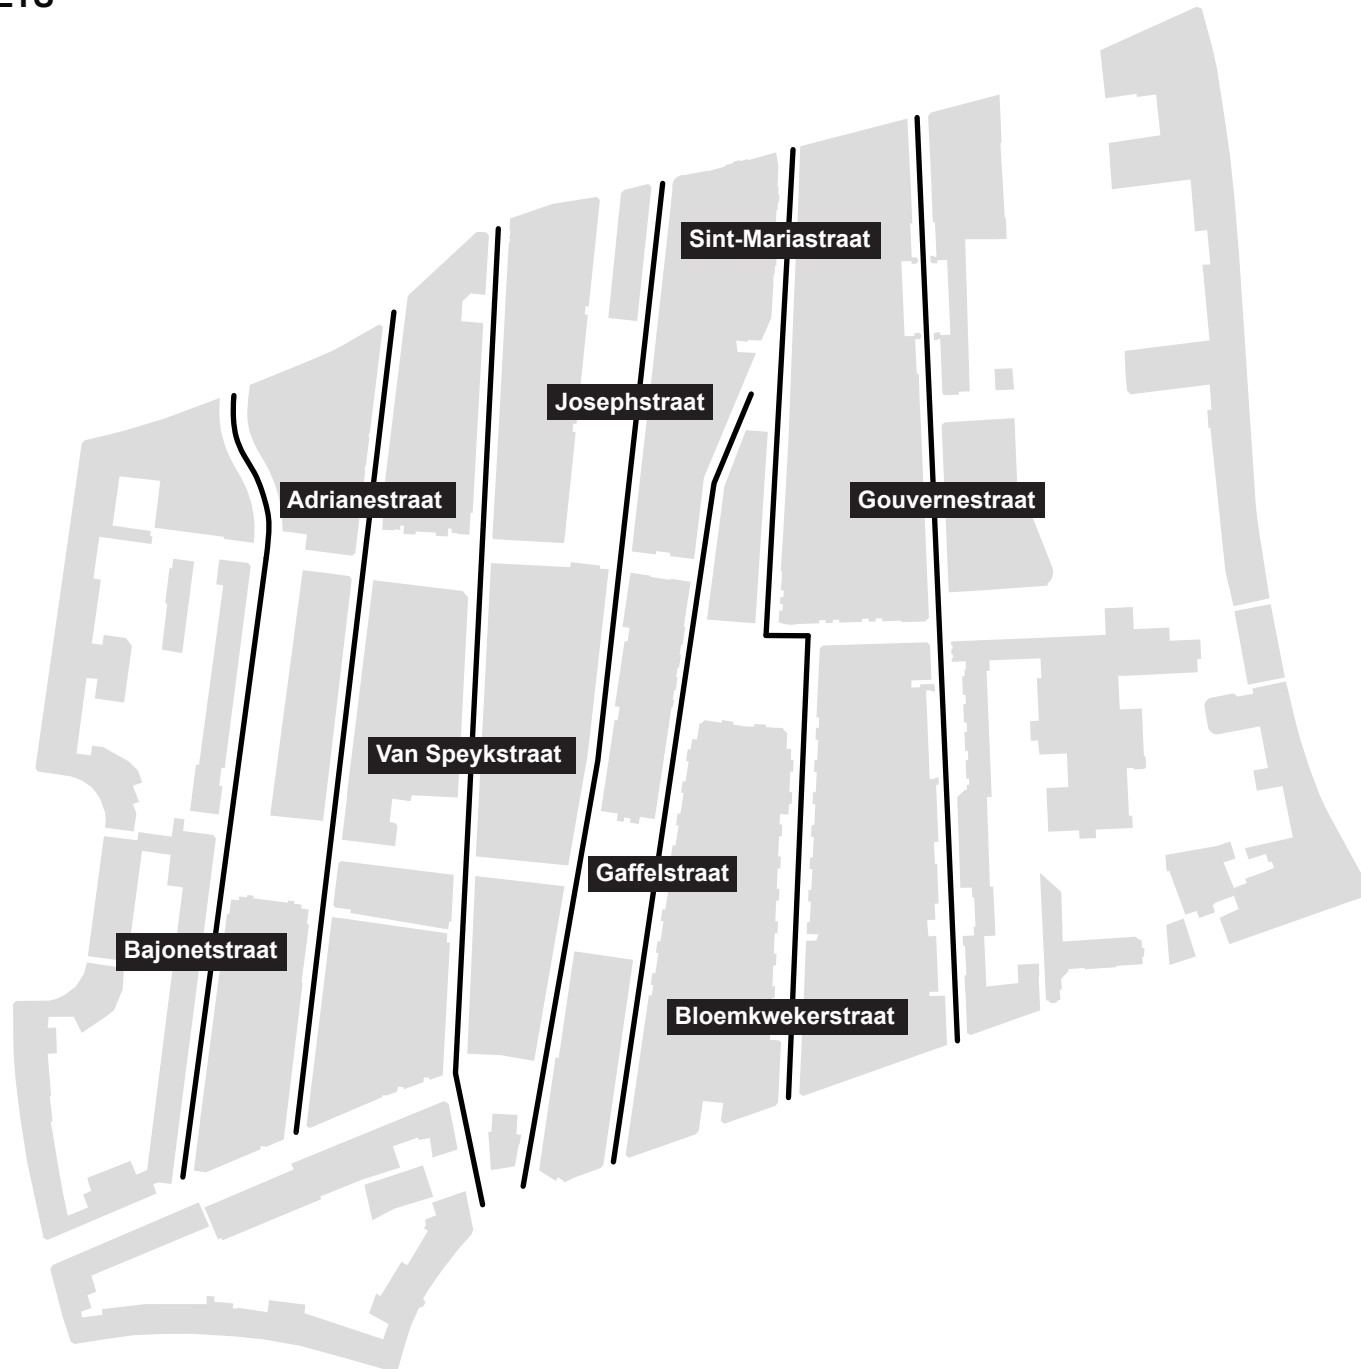 Sint-Mariastraat
Josephstraat
Adrianestraat
Gouvernestraat
Van Speykstraat
Gaffelstraat
Bajonetstraat
Bloemkwekerstraat